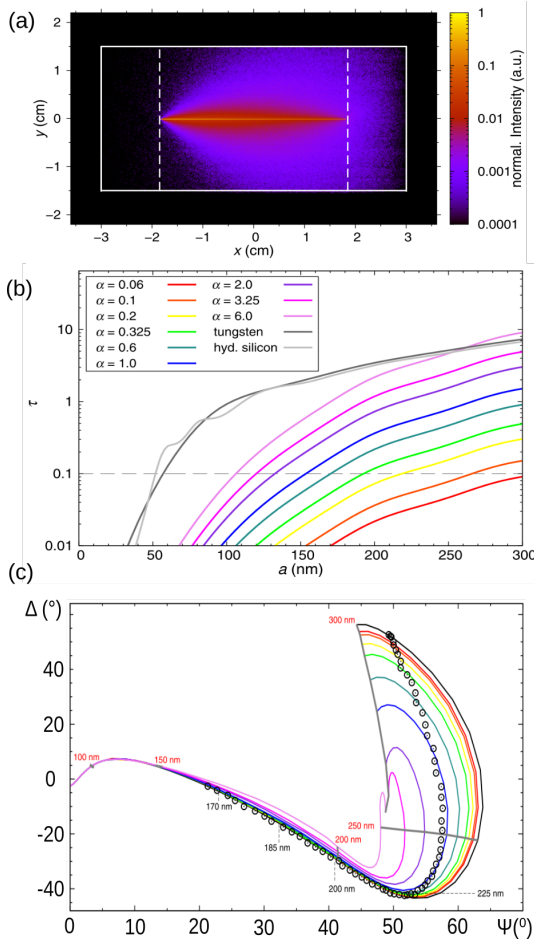 (a)
2
1
0
-1
-2
y (cm)
-3 -2 -1 0 1 2 3
x (cm)
1
0.1
0.01
0.001
0.0001
normal. Intensity (a.u.)
(b)
α = 0.06
α = 0.1
α = 0.2
α = 0.325
α = 0.6
α = 1.0
α = 2.0
α = 3.25
α = 6.0
tungsten
hyd. silicon
10
1
0.1
0.01
τ
0 50 100 150 200 250 300
a (nm)
(c)
Δ (°)
40
20
0
-20
-40
300 nm
100 nm
150 nm
170 nm
185 nm
250 nm
200 nm
200 nm
225 nm
0 10 20 30 40 50 60 Ψ(°)